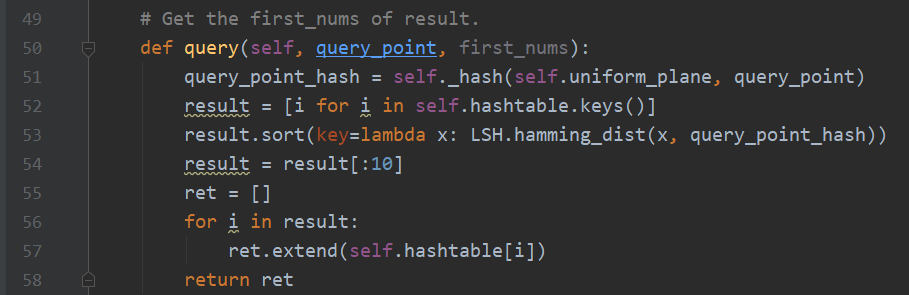 49 # Get the first_nums of result.
50 def query(self, query_point, first_nums):
51 query_point_hash = self._hash(self.uniform_plane, query_point)
52 result = [i for i in self.hashtable.keys()]
53 result.sort(key=lambda x: LSH.hamming_dist(x, query_point_hash))
54 result = result[:10]
55 ret = []
56 for i in result:
57 ret.extend(self.hashtable[i])
58 return ret